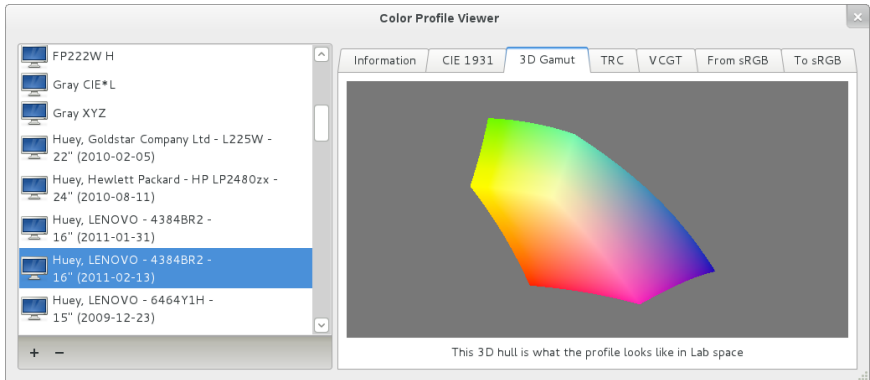 Color Profile Viewer
FP222W H
Gray CIE*L
Gray XYZ
Huey, Goldstar Company Ltd - L225W -
22" (2010-02-05)
Huey, Hewlett Packard - HP LP2480zx -
24" (2010-08-11)
Huey, LENOVO - 4384BR2 -
16" (2011-01-31)
Huey, LENOVO - 4384BR2 -
16" (2011-02-13)
Huey, LENOVO - 6464Y1H -
15" (2009-12-23)
+ −
Information CIE 1931 3D Gamut TRC VCGT From sRGB To sRGB
This 3D hull is what the profile looks like in Lab space